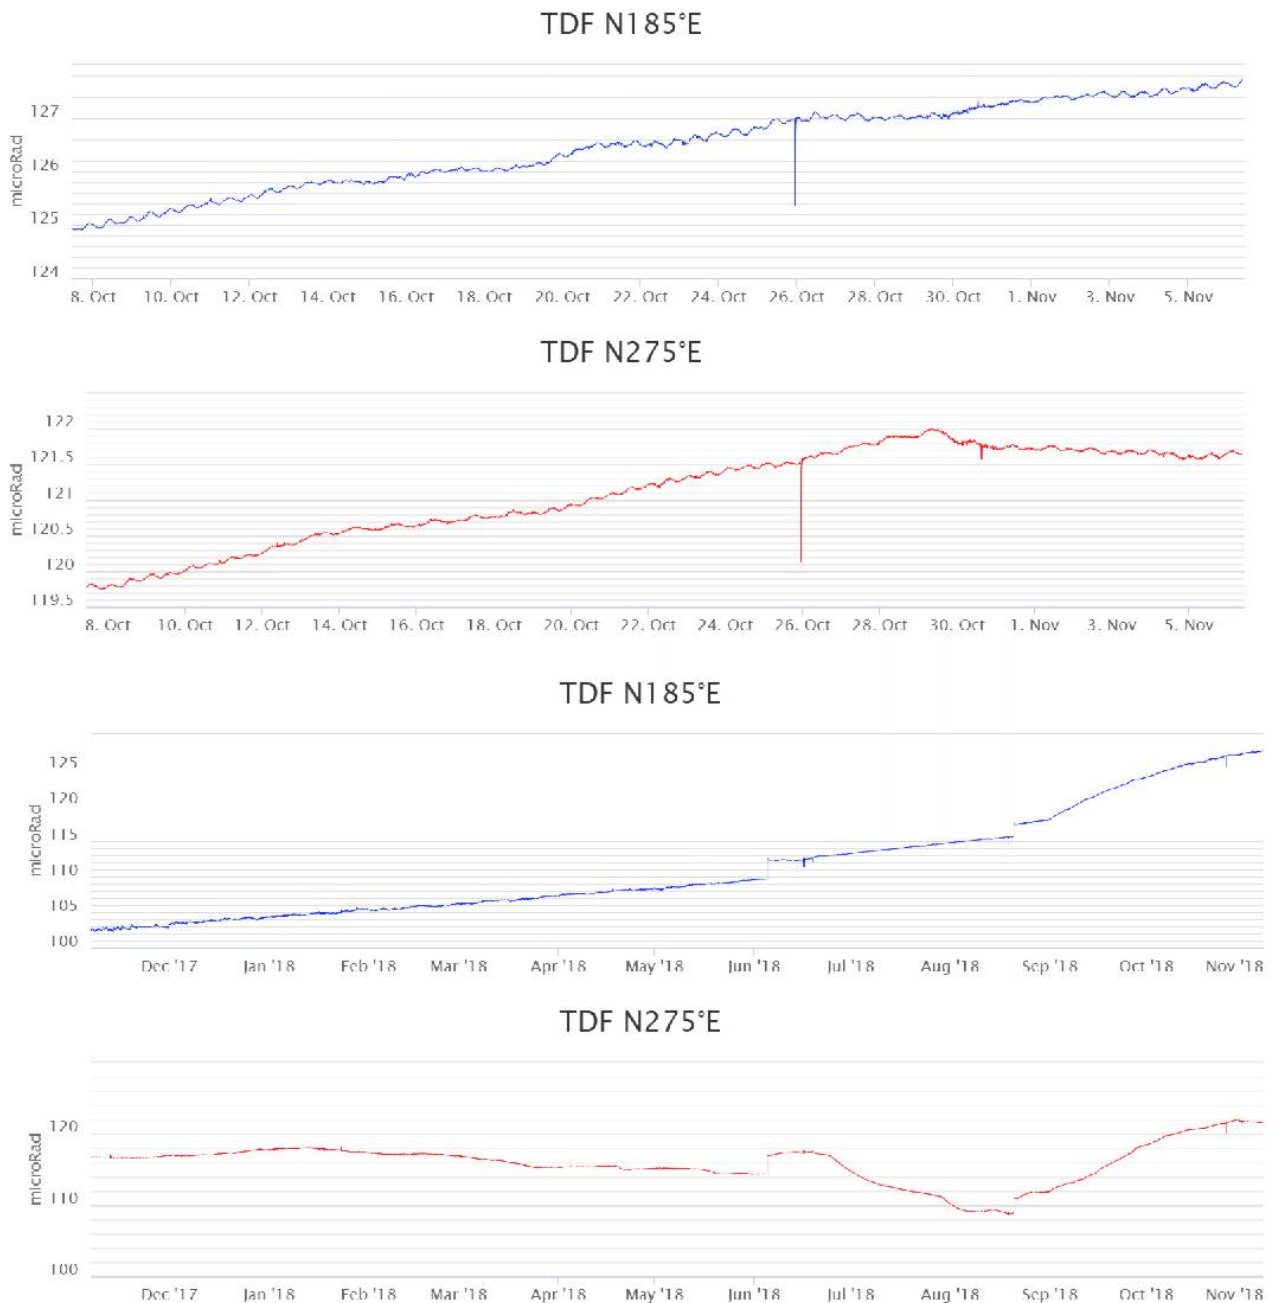 TDF N185°E
127
126
125
124
microRad
8. Oct 10. Oct 12. Oct 14. Oct 16. Oct 18. Oct 20. Oct 22. Oct 24. Oct 26. Oct 28. Oct 30. Oct 1. Nov 3. Nov 5. Nov
TDF N275°E
122
121.5
121
120.5
120
119.5
microRad
8. Oct 10. Oct 12. Oct 14. Oct 16. Oct 18. Oct 20. Oct 22. Oct 24. Oct 26. Oct 28. Oct 30. Oct 1. Nov 3. Nov 5. Nov
TDF N185°E
125
120
115
110
105
100
microRad
Dec '17 Jan '18 Feb '18 Mar '18 Apr '18 May '18 Jun '18 Jul '18 Aug '18 Sep '18 Oct '18 Nov '18
TDF N275°E
120
110
100
microRad
Dec '17 Jan '18 Feb '18 Mar '18 Apr '18 May '18 Jun '18 Jul '18 Aug '18 Sep '18 Oct '18 Nov '18